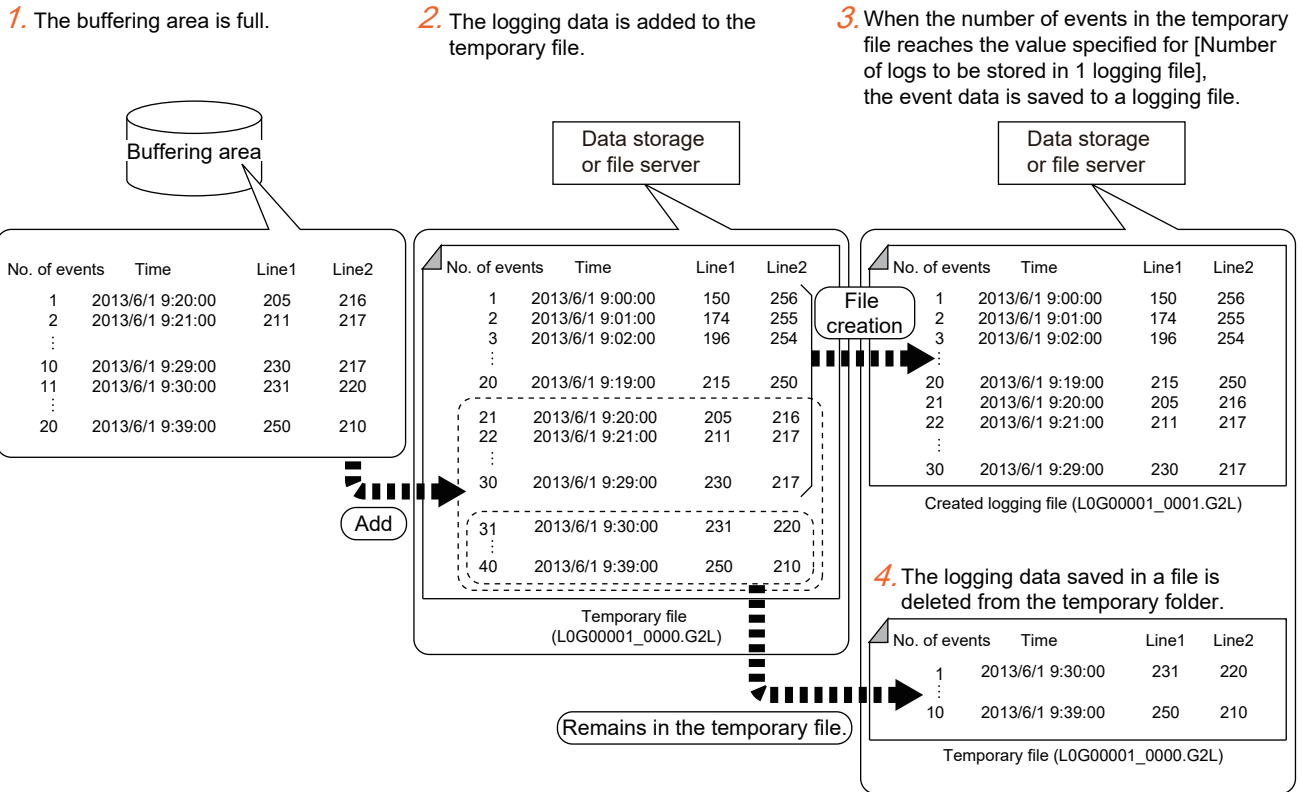 1. The buffering area is full.
Buffering area
No. of events Time Line1 Line2
1 2013/6/1 9:20:00 205 216
2 2013/6/1 9:21:00 211 217
⋮
10 2013/6/1 9:29:00 230 217
11 2013/6/1 9:30:00 231 220
⋮
20 2013/6/1 9:39:00 250 210
Add
2. The logging data is added to the
temporary file.
Data storage
or file server
No. of events Time Line1 Line2
1 2013/6/1 9:00:00 150 256
2 2013/6/1 9:01:00 174 255
3 2013/6/1 9:02:00 196 254
⋮
20 2013/6/1 9:19:00 215 250
21 2013/6/1 9:20:00 205 216
22 2013/6/1 9:21:00 211 217
⋮
30 2013/6/1 9:29:00 230 217
31 2013/6/1 9:30:00 231 220
⋮
40 2013/6/1 9:39:00 250 210
Temporary file
(L0G00001_0000.G2L)
File
creation
Remains in the temporary file.
3. When the number of events in the temporary
file reaches the value specified for [Number
of logs to be stored in 1 logging file],
the event data is saved to a logging file.
Data storage
or file server
No. of events Time Line1 Line2
1 2013/6/1 9:00:00 150 256
2 2013/6/1 9:01:00 174 255
3 2013/6/1 9:02:00 196 254
⋮
20 2013/6/1 9:19:00 215 250
21 2013/6/1 9:20:00 205 216
22 2013/6/1 9:21:00 211 217
⋮
30 2013/6/1 9:29:00 230 217
Created logging file (L0G00001_0001.G2L)
4. The logging data saved in a file is
deleted from the temporary folder.
No. of events Time Line1 Line2
1 2013/6/1 9:30:00 231 220
⋮
10 2013/6/1 9:39:00 250 210
Temporary file (L0G00001_0000.G2L)